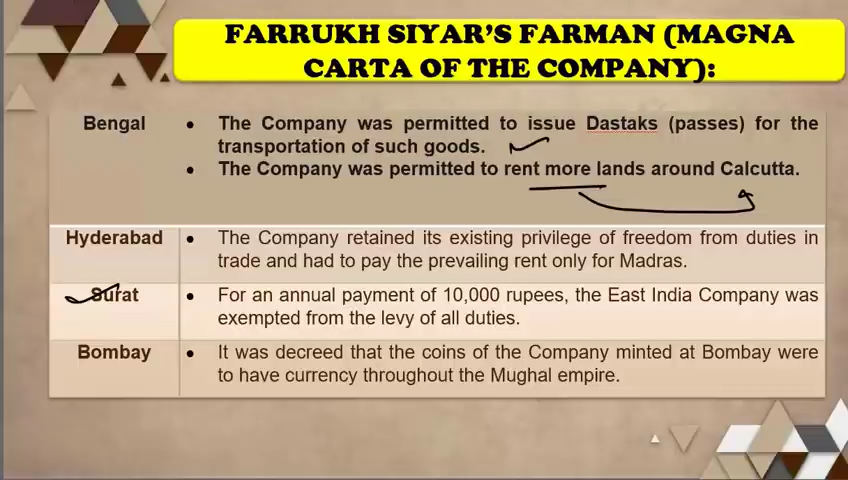 FARRUKH SIYAR'S FARMAN (MAGNA
CARTA OF THE COMPANY):
Bengal
• The Company was permitted to issue Dastaks (passes) for the
transportation of such goods.
• The Company was permitted to rent more lands around Calcutta.
Hyderabad
• The Company retained its existing privilege of freedom from duties in
trade and had to pay the prevailing rent only for Madras.
Surat
• For an annual payment of 10,000 rupees, the East India Company was
exempted from the levy of all duties.
Bombay
• It was decreed that the coins of the Company minted at Bombay were
to have currency throughout the Mughal empire.